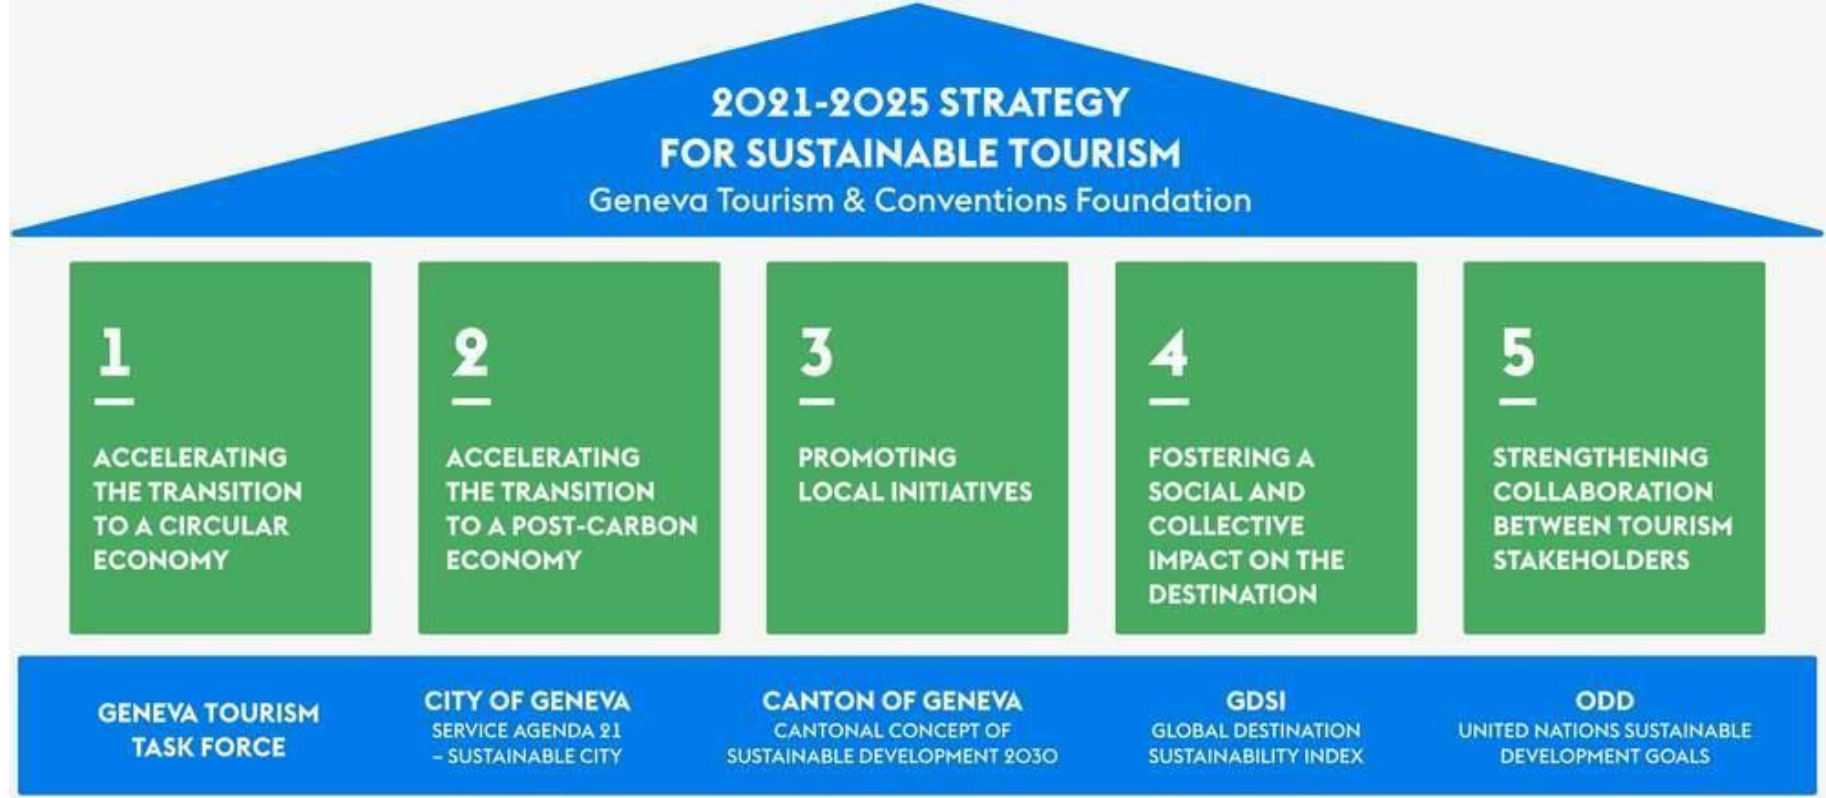 2021-2025 STRATEGY
FOR SUSTAINABLE TOURISM
Geneva Tourism & Conventions Foundation
1
ACCELERATING
THE TRANSITION
TO A CIRCULAR
ECONOMY
2
ACCELERATING
THE TRANSITION
TO A POST-CARBON
ECONOMY
3
PROMOTING
LOCAL INITIATIVES
4
FOSTERING A
SOCIAL AND
COLLECTIVE
IMPACT ON THE
DESTINATION
5
STRENGTHENING
COLLABORATION
BETWEEN TOURISM
STAKEHOLDERS
GENEVA TOURISM
TASK FORCE
CITY OF GENEVA
SERVICE AGENDA 21
– SUSTAINABLE CITY
CANTON OF GENEVA
CANTONAL CONCEPT OF
SUSTAINABLE DEVELOPMENT 2030
GDSI
GLOBAL DESTINATION
SUSTAINABILITY INDEX
ODD
UNITED NATIONS SUSTAINABLE
DEVELOPMENT GOALS